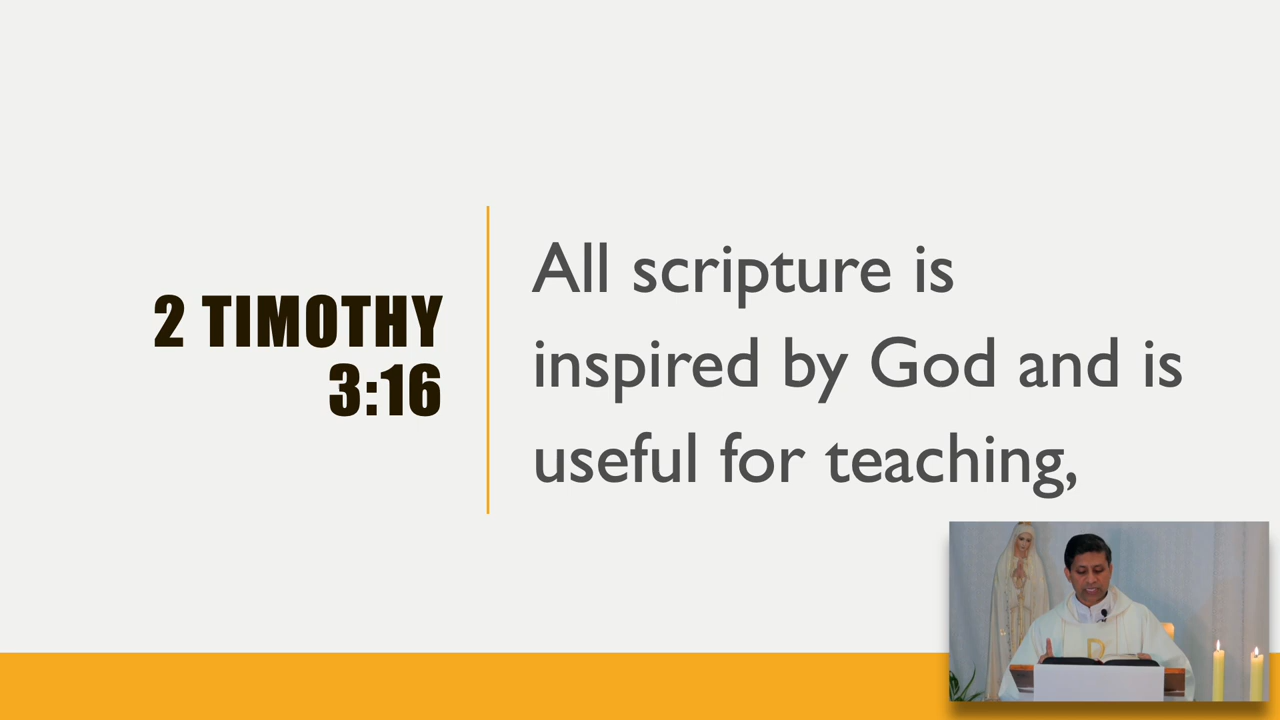 2 TIMOTHY
3:16
All scripture is
inspired by God and is
useful for teaching,